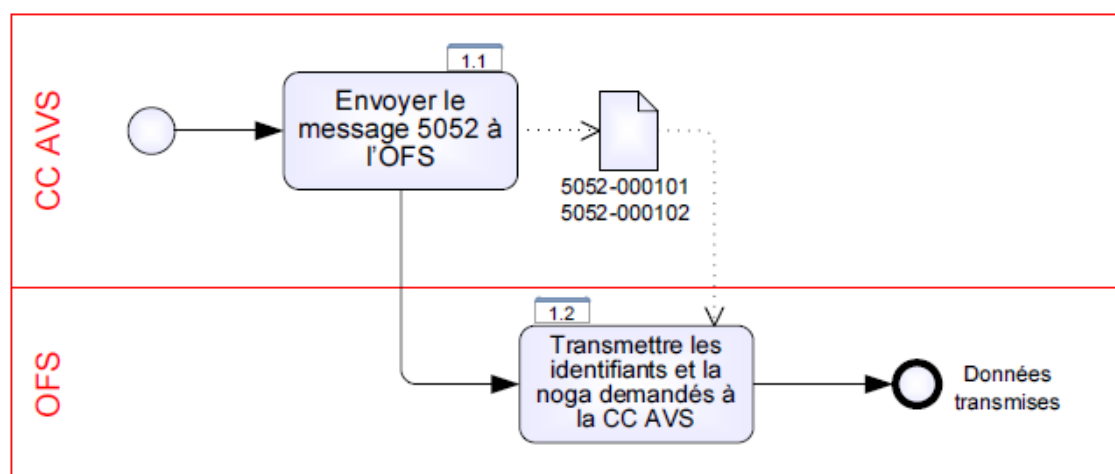 CC AVS
1.1
Envoyer le
message 5052 à
l'OFS
5052-000101
5052-000102
OFS
1.2
Transmettre les
identifiants et la
noga demandés à
la CC AVS
Données
transmises